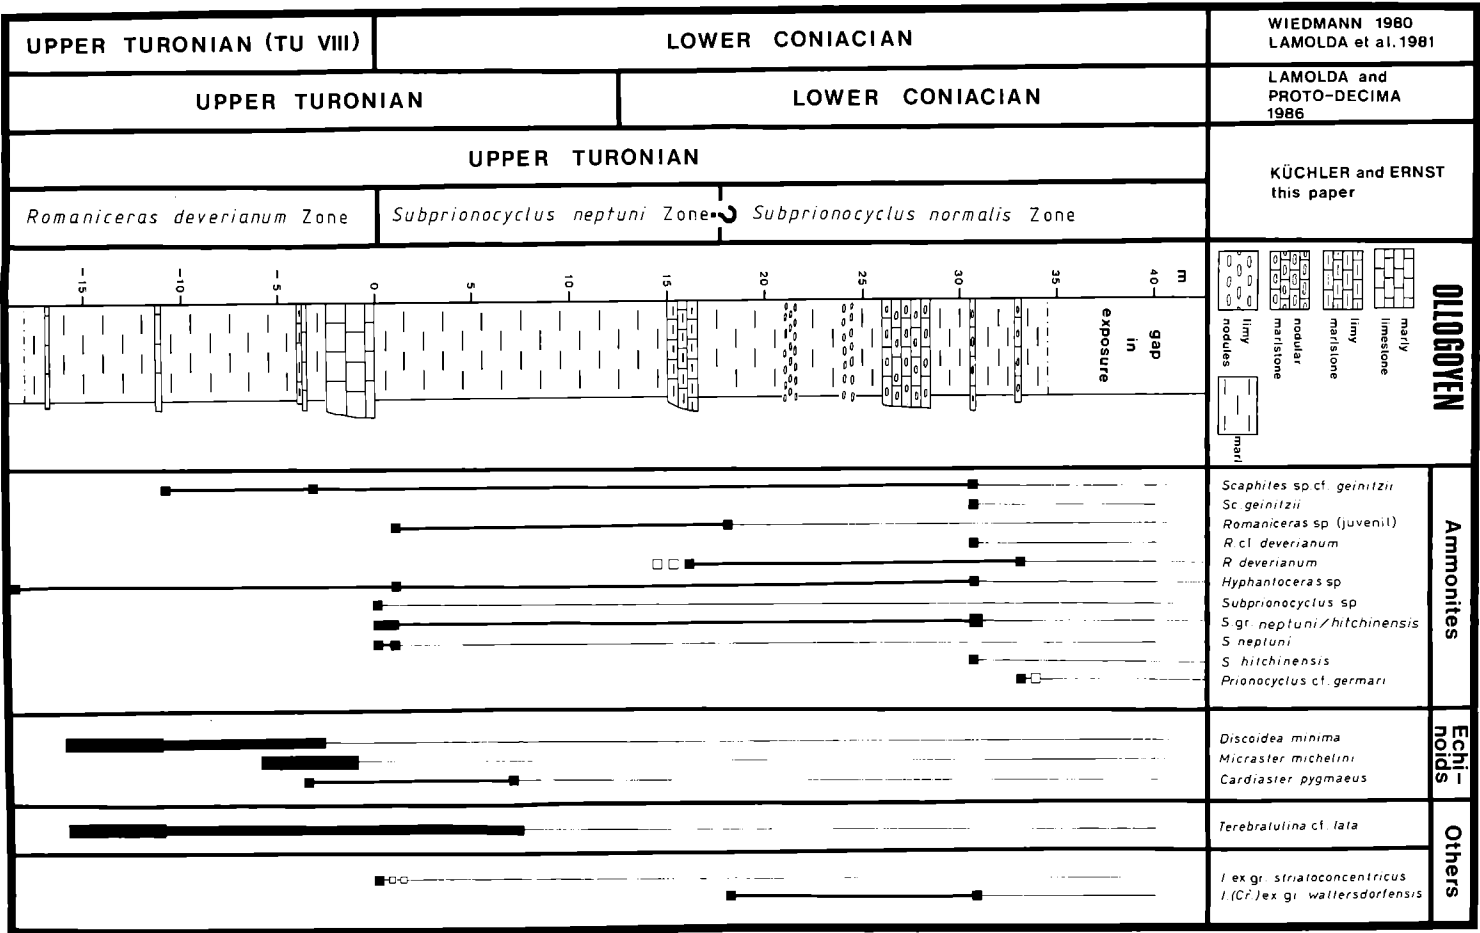 UPPER TURONIAN (TU VIII)
LOWER CONIACIAN
WIEDMANN 1980
LAMOLDA et al. 1981
UPPER TURONIAN
LOWER CONIACIAN
LAMOLDA and
PROTO-DECIMA
1986
UPPER TURONIAN
KÜCHLER and ERNST
this paper
Romaniceras deverianum Zone
Subprionocyclus neptuni Zone
?
Subprionocyclus normalis Zone
-15
-10
-5
0
5
10
15
20
25
30
35
40
m
gap
in
exposure
OLLOGOYEN
marly
limestone
limy
marlstone
nodular
marlstone
limy
nodules
marl
Ammonites
Scaphites sp.cf. geinitzii
Sc. geinitzii
Romaniceras sp (juvenil)
R. cf. deverianum
R deverianum
Hyphantoceras sp
Subprionocyclus sp
S. gr. neptuni/hitchinensis
S neptuni
S hitchinensis
Prionocyclus cf. germari
Echi-
noids
Discoidea minima
Micraster michelini
Cardiaster pygmaeus
Others
Terebratulina cf. lata
I ex gr. striatoconcentricus
I.(Cr.) ex gr waltersdorfensis